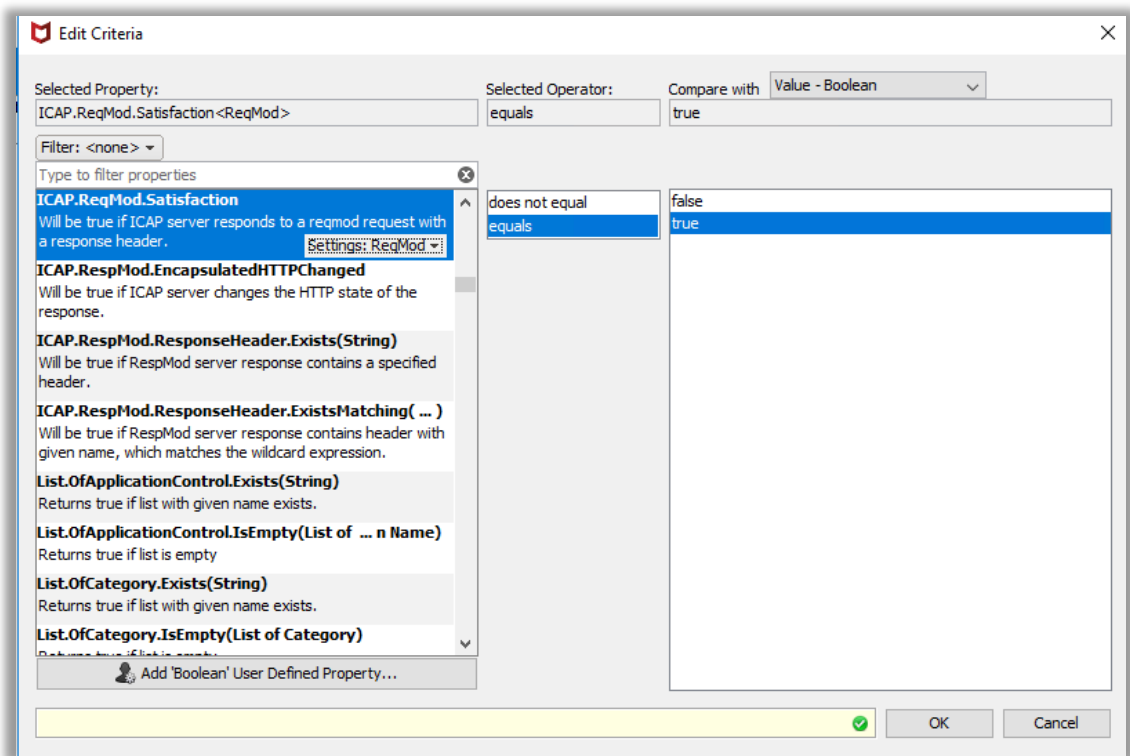 Edit Criteria
Selected Property:
Selected Operator:
Compare with
Value - Boolean
ICAP.ReqMod.Satisfaction<ReqMod>
equals
true
Filter: <none>
Type to filter properties
ICAP.ReqMod.Satisfaction
Will be true if ICAP server responds to a reqmod request with
a response header.
Settings: ReqMod
ICAP.RespMod.EncapsulatedHTTPChanged
Will be true if ICAP server changes the HTTP state of the
response.
ICAP.RespMod.ResponseHeader.Exists(String)
Will be true if RespMod server response contains a specified
header.
ICAP.RespMod.ResponseHeader.ExistsMatching( ... )
Will be true if RespMod server response contains header with
given name, which matches the wildcard expression.
List.OfApplicationControl.Exists(String)
Returns true if list with given name exists.
List.OfApplicationControl.IsEmpty(List of ... n Name)
Returns true if list is empty
List.OfCategory.Exists(String)
Returns true if list with given name exists.
List.OfCategory.IsEmpty(List of Category)
Returns true if list is empty
does not equal
equals
false
true
Add 'Boolean' User Defined Property...
OK
Cancel